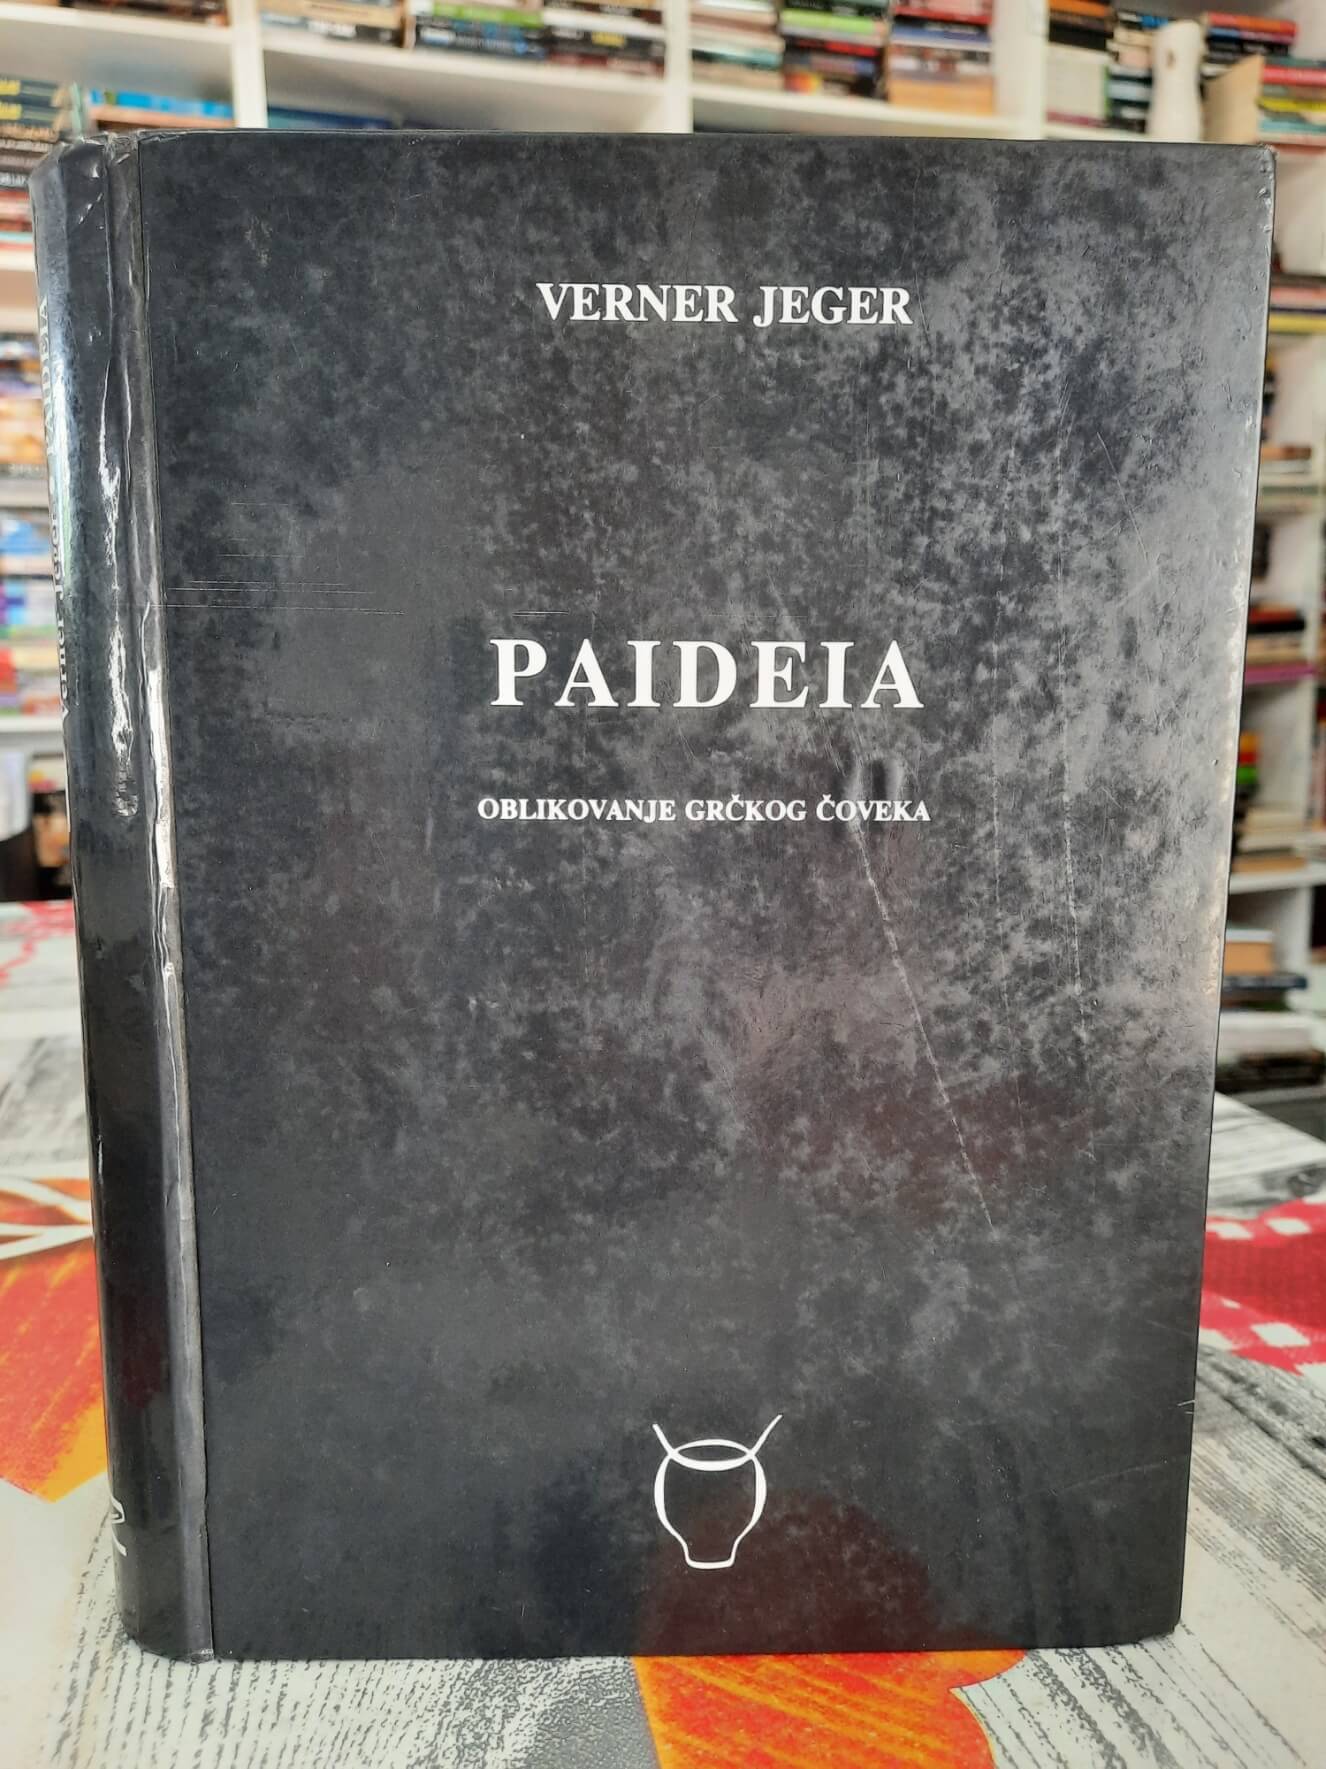 VERNER JEGER
PAIDEIA
OBLIKOVANJE GRČKOG ČOVEKA